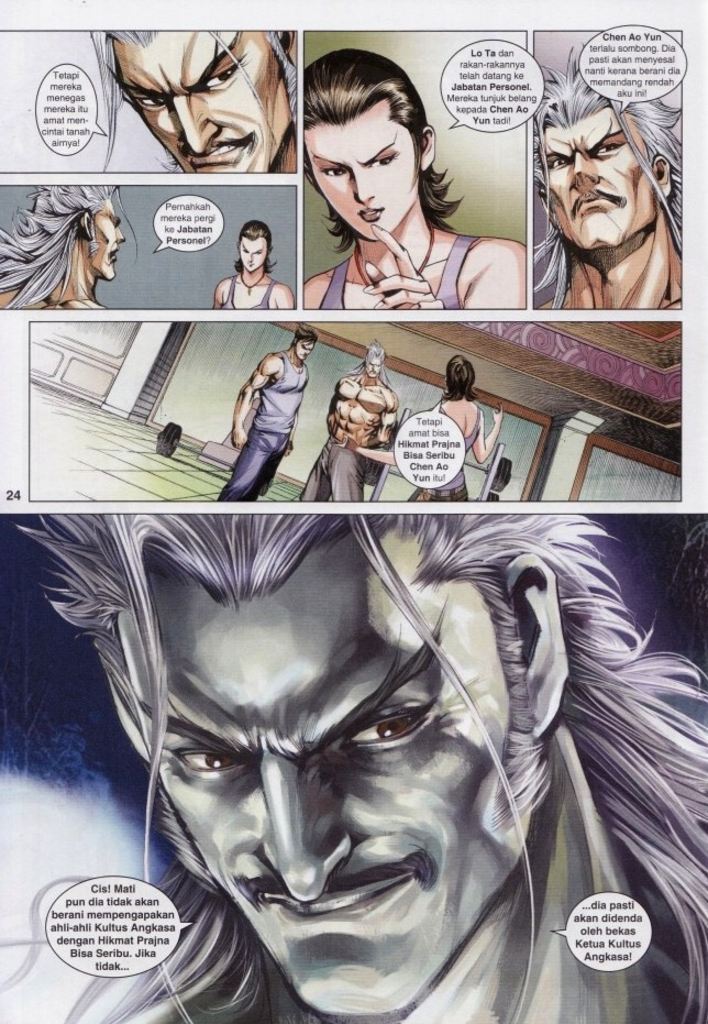 Tetapi
mereka
menegas
mereka itu
amat men-
cintai tanah
airnya!
Pernahkah
mereka pergi
ke Jabatan
Personel?
Lo Ta dan
rakan-rakannya
telah datang ke
Jabatan Personel.
Mereka tunjuk belang
kepada Chen Ao
Yun tadi!
Chen Ao Yun
terlalu sombong. Dia
pasti akan menyesal
nanti kerana berani dia
memandang rendah
aku ini!
Tetapi
amat bisa
Hikmat Prajna
Bisa Seribu
Chen Ao
Yun itu!
24
Cis! Mati
pun dia tidak akan
berani mempengapakan
ahli-ahli Kultus Angkasa
dengan Hikmat Prajna
Bisa Seribu. Jika
tidak...
...dia pasti
akan didenda
oleh bekas
Ketua Kultus
Angkasa!